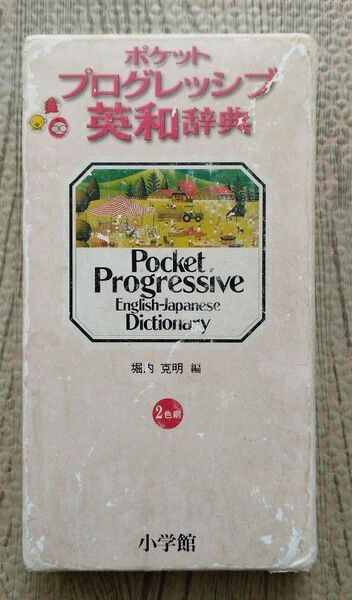 ポケット
プログレッシブ
英和辞典
Pocket
Progressive
English-Japanese
Dictionary
堀内 克明 編
2色刷
小学館